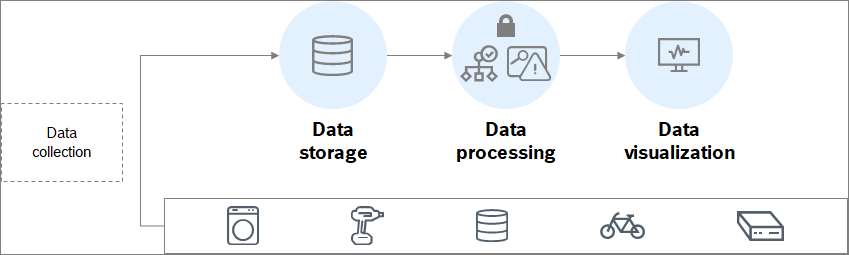 Data
collection
Data
storage
Data
processing
Data
visualization